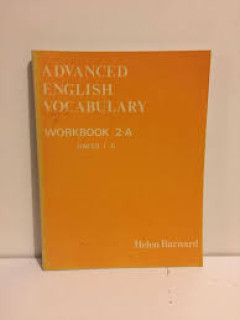 ADVANCED
ENGLISH
VOCABULARY
WORKBOOK 2-A
Helen Barnard